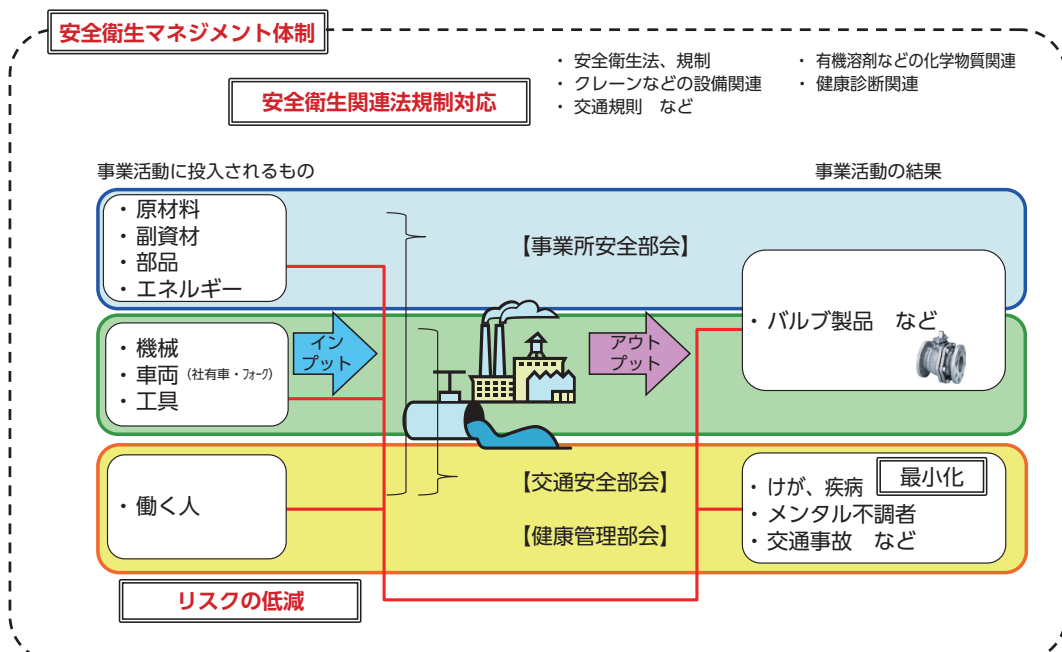 安全衛生マネジメント体制
安全衛生関連法規制対応
・ 安全衛生法、規制
・ クレーンなどの設備関連
・ 交通規則　など
・ 有機溶剤などの化学物質関連
・ 健康診断関連
事業活動に投入されるもの
事業活動の結果
・ 原材料
・ 副資材
・ 部品
・ エネルギー
【事業所安全部会】
・ 機械
・ 車両（社有車・フォーク）
・ 工具
イン
プット
アウト
プット
・ バルブ製品　など
・ 働く人
【交通安全部会】
【健康管理部会】
・ けが、疾病
最小化
・ メンタル不調者
・ 交通事故　など
リスクの低減